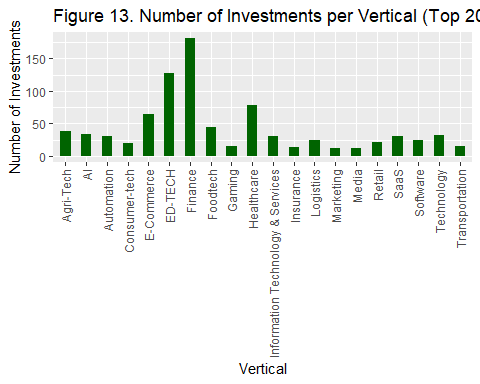 Figure 13. Number of Investments per Vertical (Top 20
Number of Investments
150
100
50
0
Agri-Tech
AI
Automation
Consumer-tech
E-Commerce
ED-TECH
Finance
Foodtech
Gaming
Healthcare
Information Technology & Services
Insurance
Logistics
Marketing
Media
Retail
SaaS
Software
Technology
Transportation
Vertical